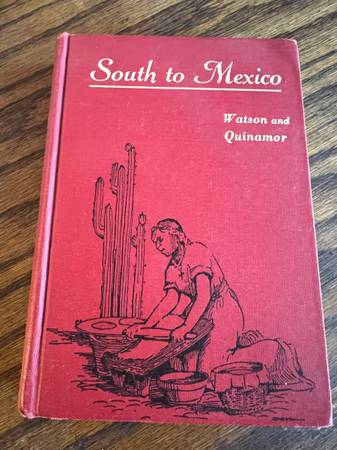 South to Mexico
Watson and
Quinamor